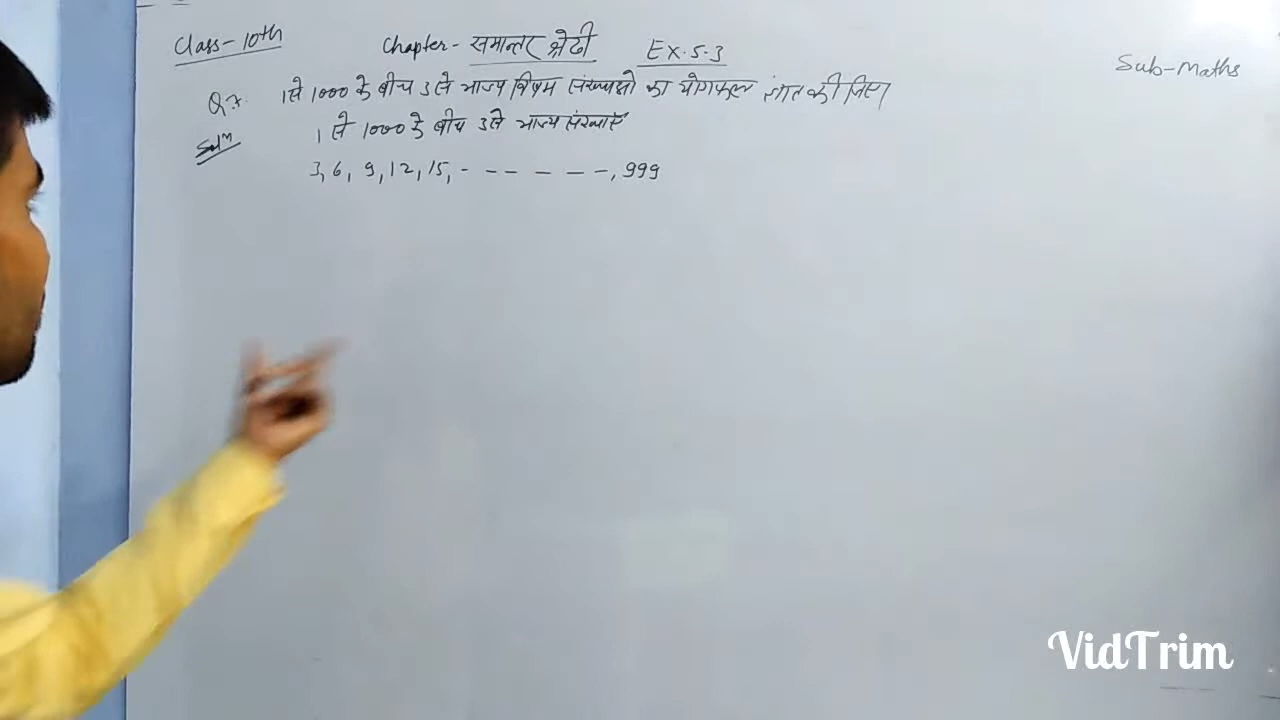 Class-10th Chapter- समान्तर श्रेढी EX.5.3 Sub-Maths
Q.* 1 से 1000 के बीच 3 से भाज्य विषम संख्याओ का योगफल ज्ञात कीजिए
Solⁿ 1 से 1000 के बीच 3 से भाज्य संख्याएँ
3, 6, 9, 12, 15, - - - - - -, 999
VidTrim